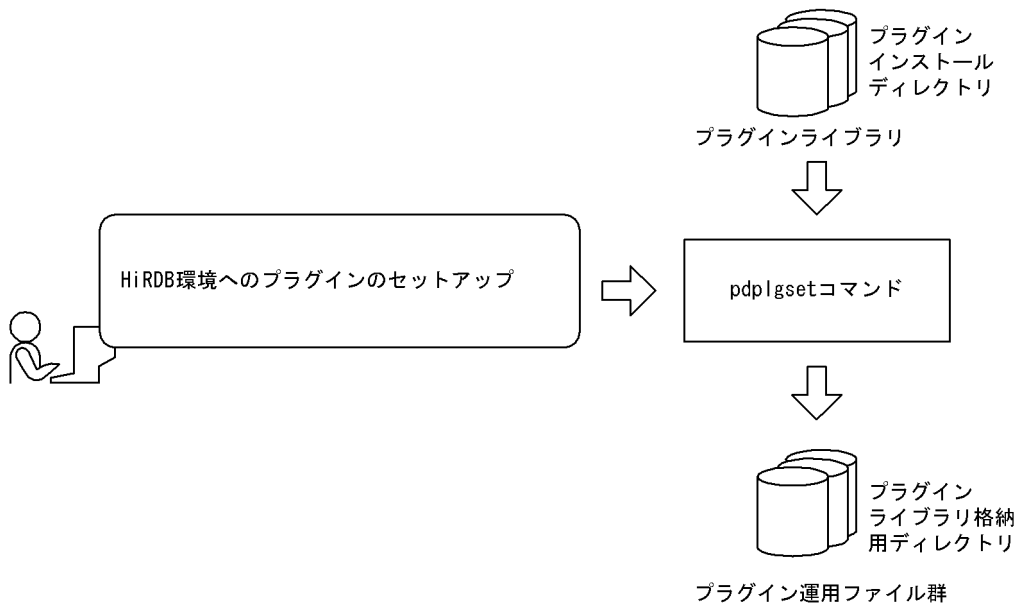 プラグイン
インストール
ディレクトリ
プラグインライブラリ
HiRDB環境へのプラグインのセットアップ
pdplgsetコマンド
プラグイン
ライブラリ格納
用ディレクトリ
プラグイン運用ファイル群